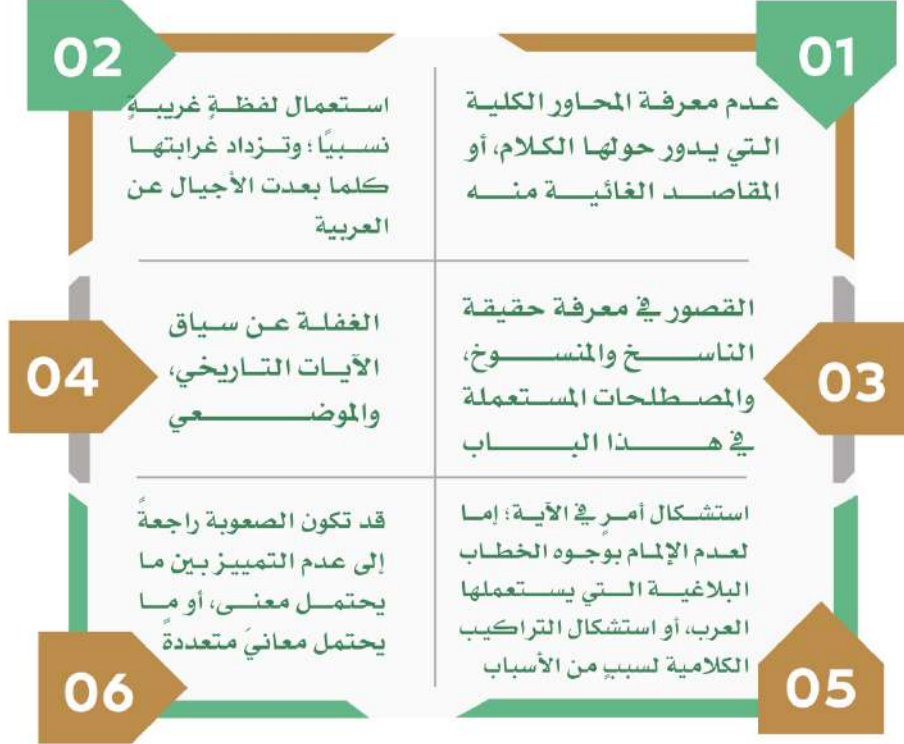 01
عدم معرفة المحاور الكلية
التي يدور حولها الكلام، أو
المقاصد الغائية منه
02
استعمال لفظةٍ غريبةٍ
نسبيًا؛ وتزداد غرابتها
كلما بعدت الأجيال عن
العربية
03
القصور في معرفة حقيقة
الناسخ والمنسوخ،
والمصطلحات المستعملة
في هذا الباب
04
الغفلة عن سياق
الآيات التاريخي،
والموضعي
05
استشكال أمرٍ في الآية؛ إما
لعدم الإلمام بوجوه الخطاب
البلاغية التي يستعملها
العرب، أو استشكال التراكيب
الكلامية لسببٍ من الأسباب
06
قد تكون الصعوبة راجعةً
إلى عدم التمييز بين ما
يحتمل معنى، أو ما
يحتمل معانيَ متعددةً